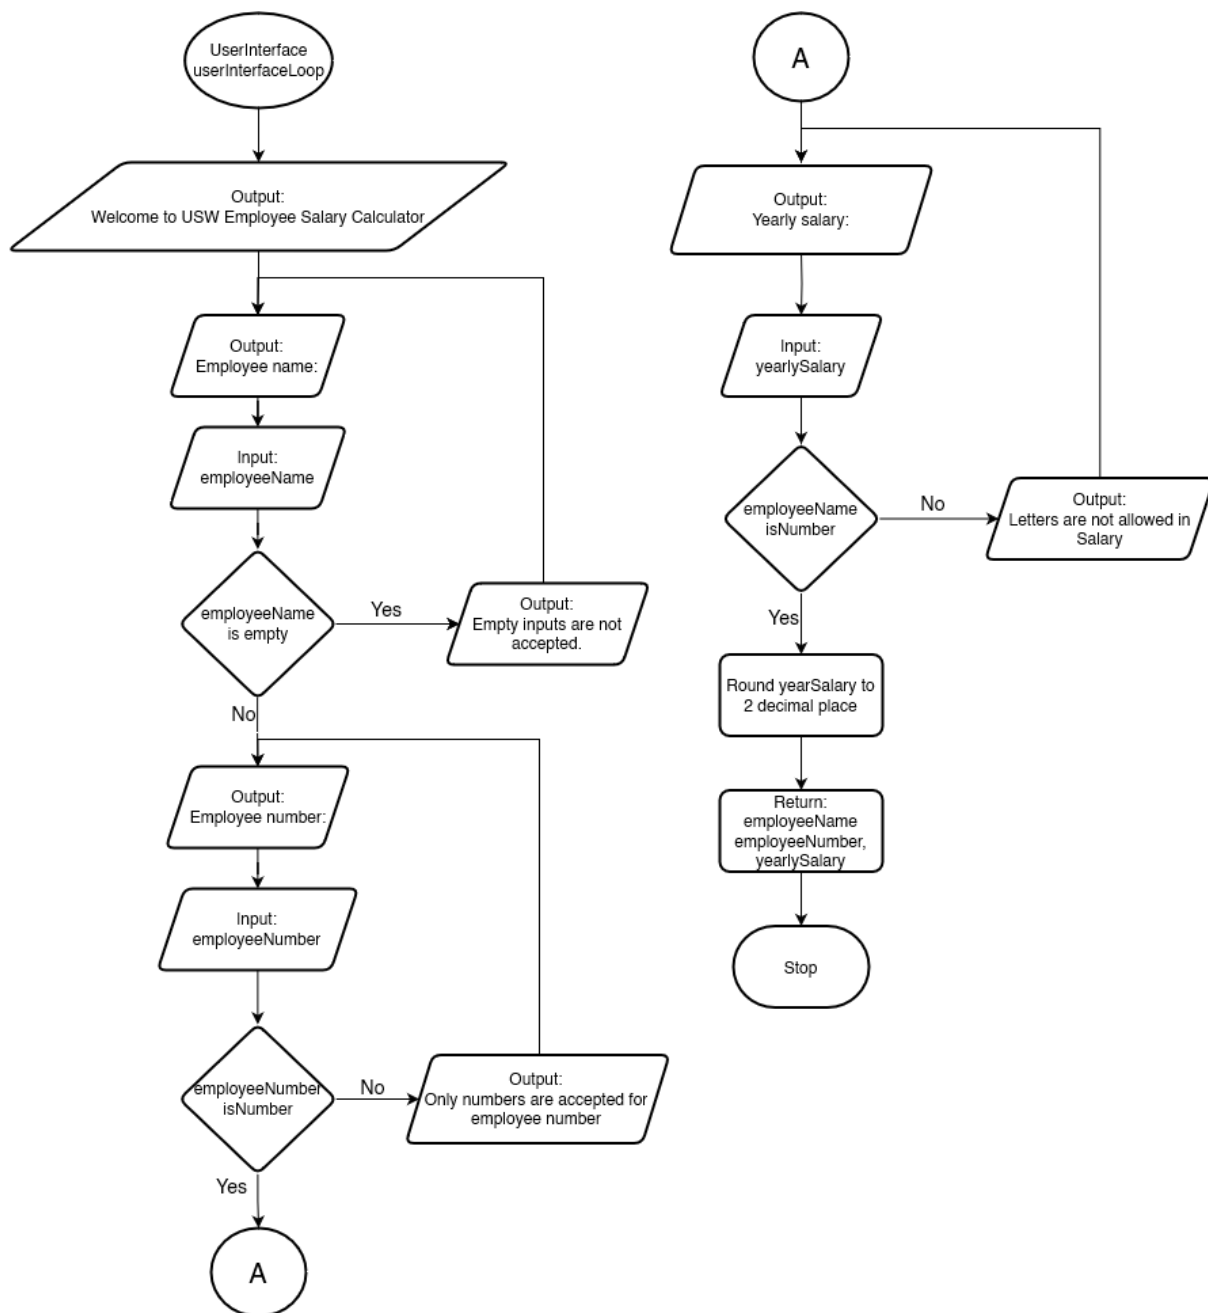 UserInterface
userInterfaceLoop
Output:
Welcome to USW Employee Salary Calculator
Output:
Employee name:
Input:
employeeName
employeeName
is empty
Yes
Output:
Empty inputs are not
accepted.
No
Output:
Employee number:
Input:
employeeNumber
employeeNumber
isNumber
No
Output:
Only numbers are accepted for
employee number
Yes
A
A
Output:
Yearly salary:
Input:
yearlySalary
employeeName
isNumber
No
Output:
Letters are not allowed in
Salary
Yes
Round yearSalary to
2 decimal place
Return:
employeeName
employeeNumber,
yearlySalary
Stop